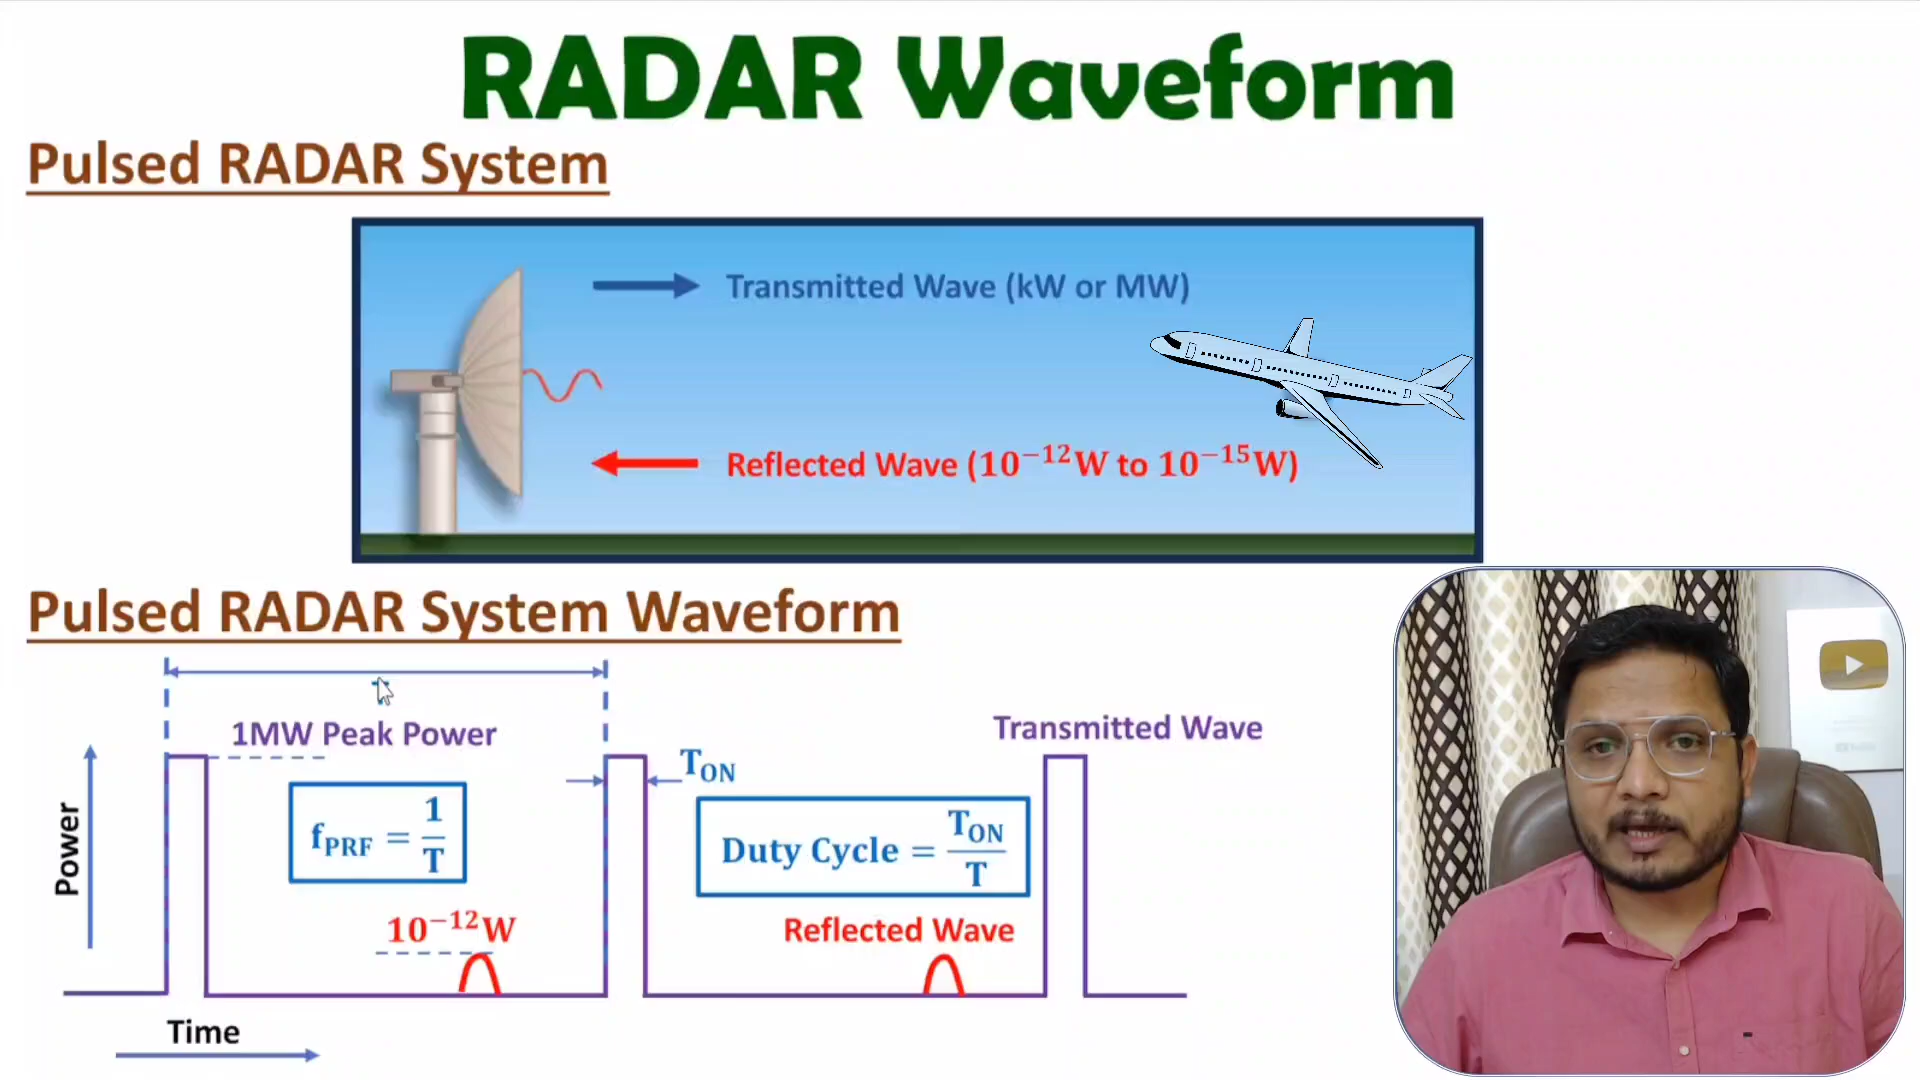 RADAR Waveform
Pulsed RADAR System
Transmitted Wave (kW or MW)
Reflected Wave (10⁻¹²W to 10⁻¹⁵W)
Pulsed RADAR System Waveform
1MW Peak Power
Transmitted Wave
T_ON
Power
f_PRF = 1/T
Duty Cycle = T_ON/T
10⁻¹²W
Reflected Wave
Time